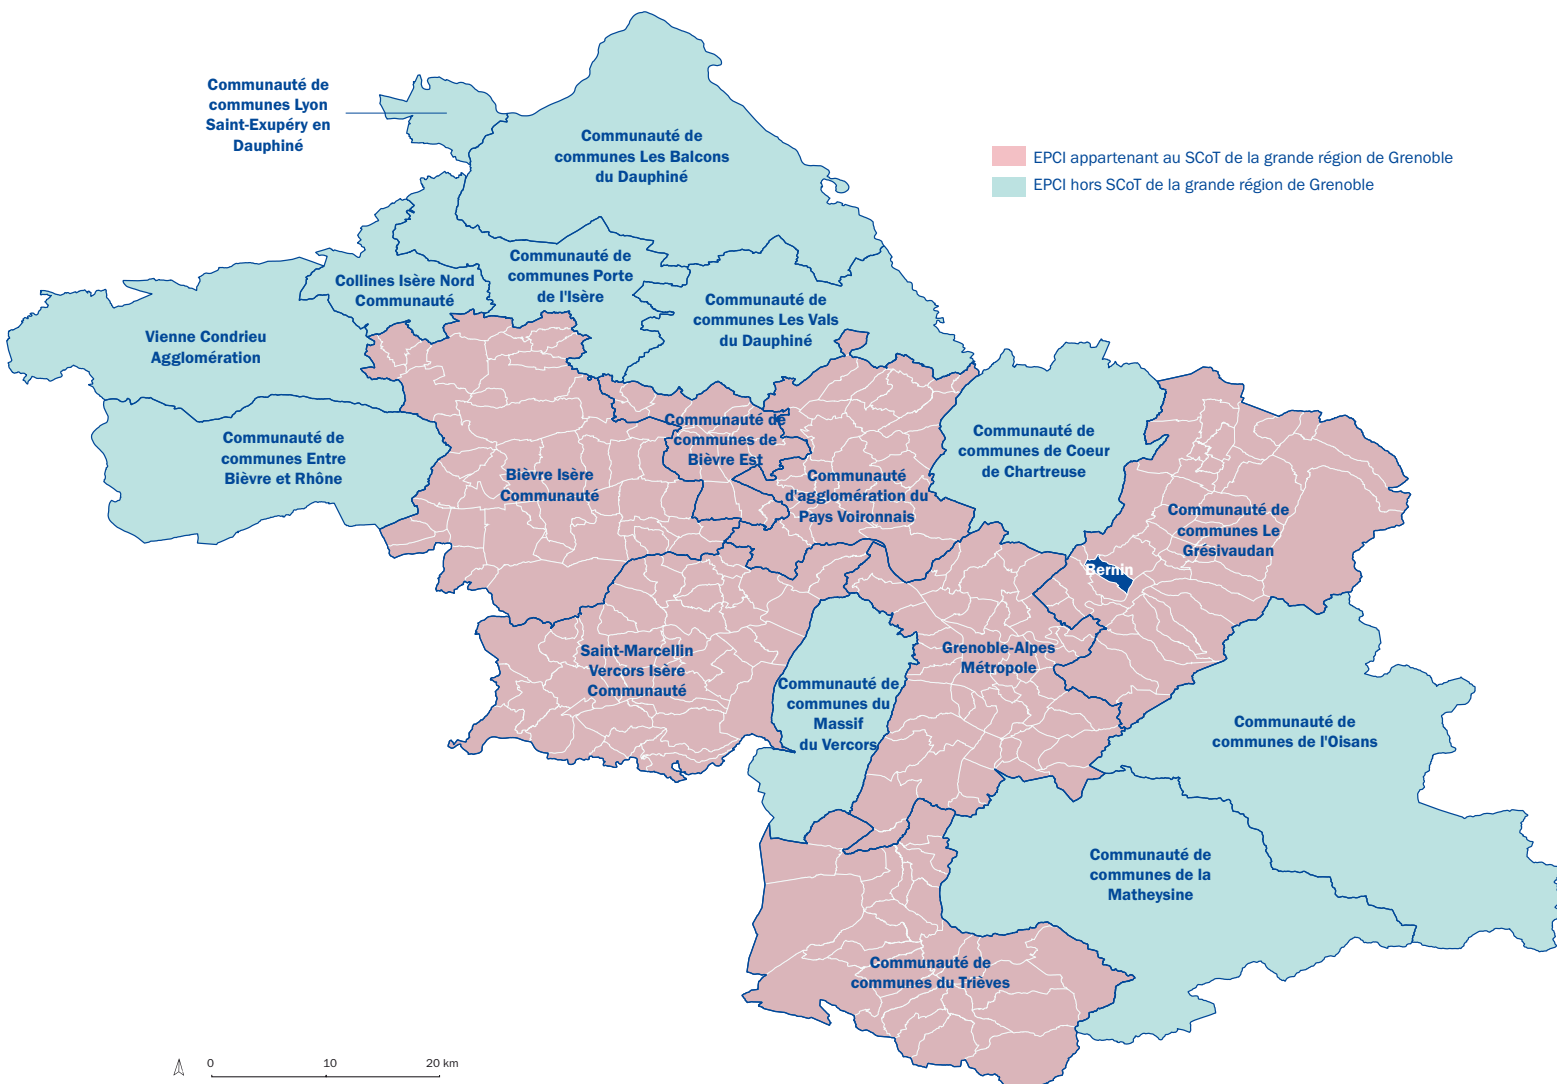 Communauté de
communes Lyon
Saint-Exupéry en
Dauphiné
Communauté de
communes Les Balcons
du Dauphiné
EPCI appartenant au SCoT de la grande région de Grenoble
EPCI hors SCoT de la grande région de Grenoble
Communauté de
communes Porte
de l'Isère
Collines Isère Nord
Communauté
Communauté de
communes Les Vals
du Dauphiné
Vienne Condrieu
Agglomération
Communauté de
communes de
Bièvre Est
Communauté de
communes de Coeur
de Chartreuse
Communauté de
communes Entre
Bièvre et Rhône
Bièvre Isère
Communauté
Communauté
d'agglomération du
Pays Voironnais
Communauté de
communes Le
Grésivaudan
Bernin
Saint-Marcellin
Vercors Isère
Communauté
Grenoble-Alpes
Métropole
Communauté de
communes du
Massif
du Vercors
Communauté de
communes de l'Oisans
Communauté de
communes de la
Matheysine
Communauté de
communes du Trièves
0 10 20 km